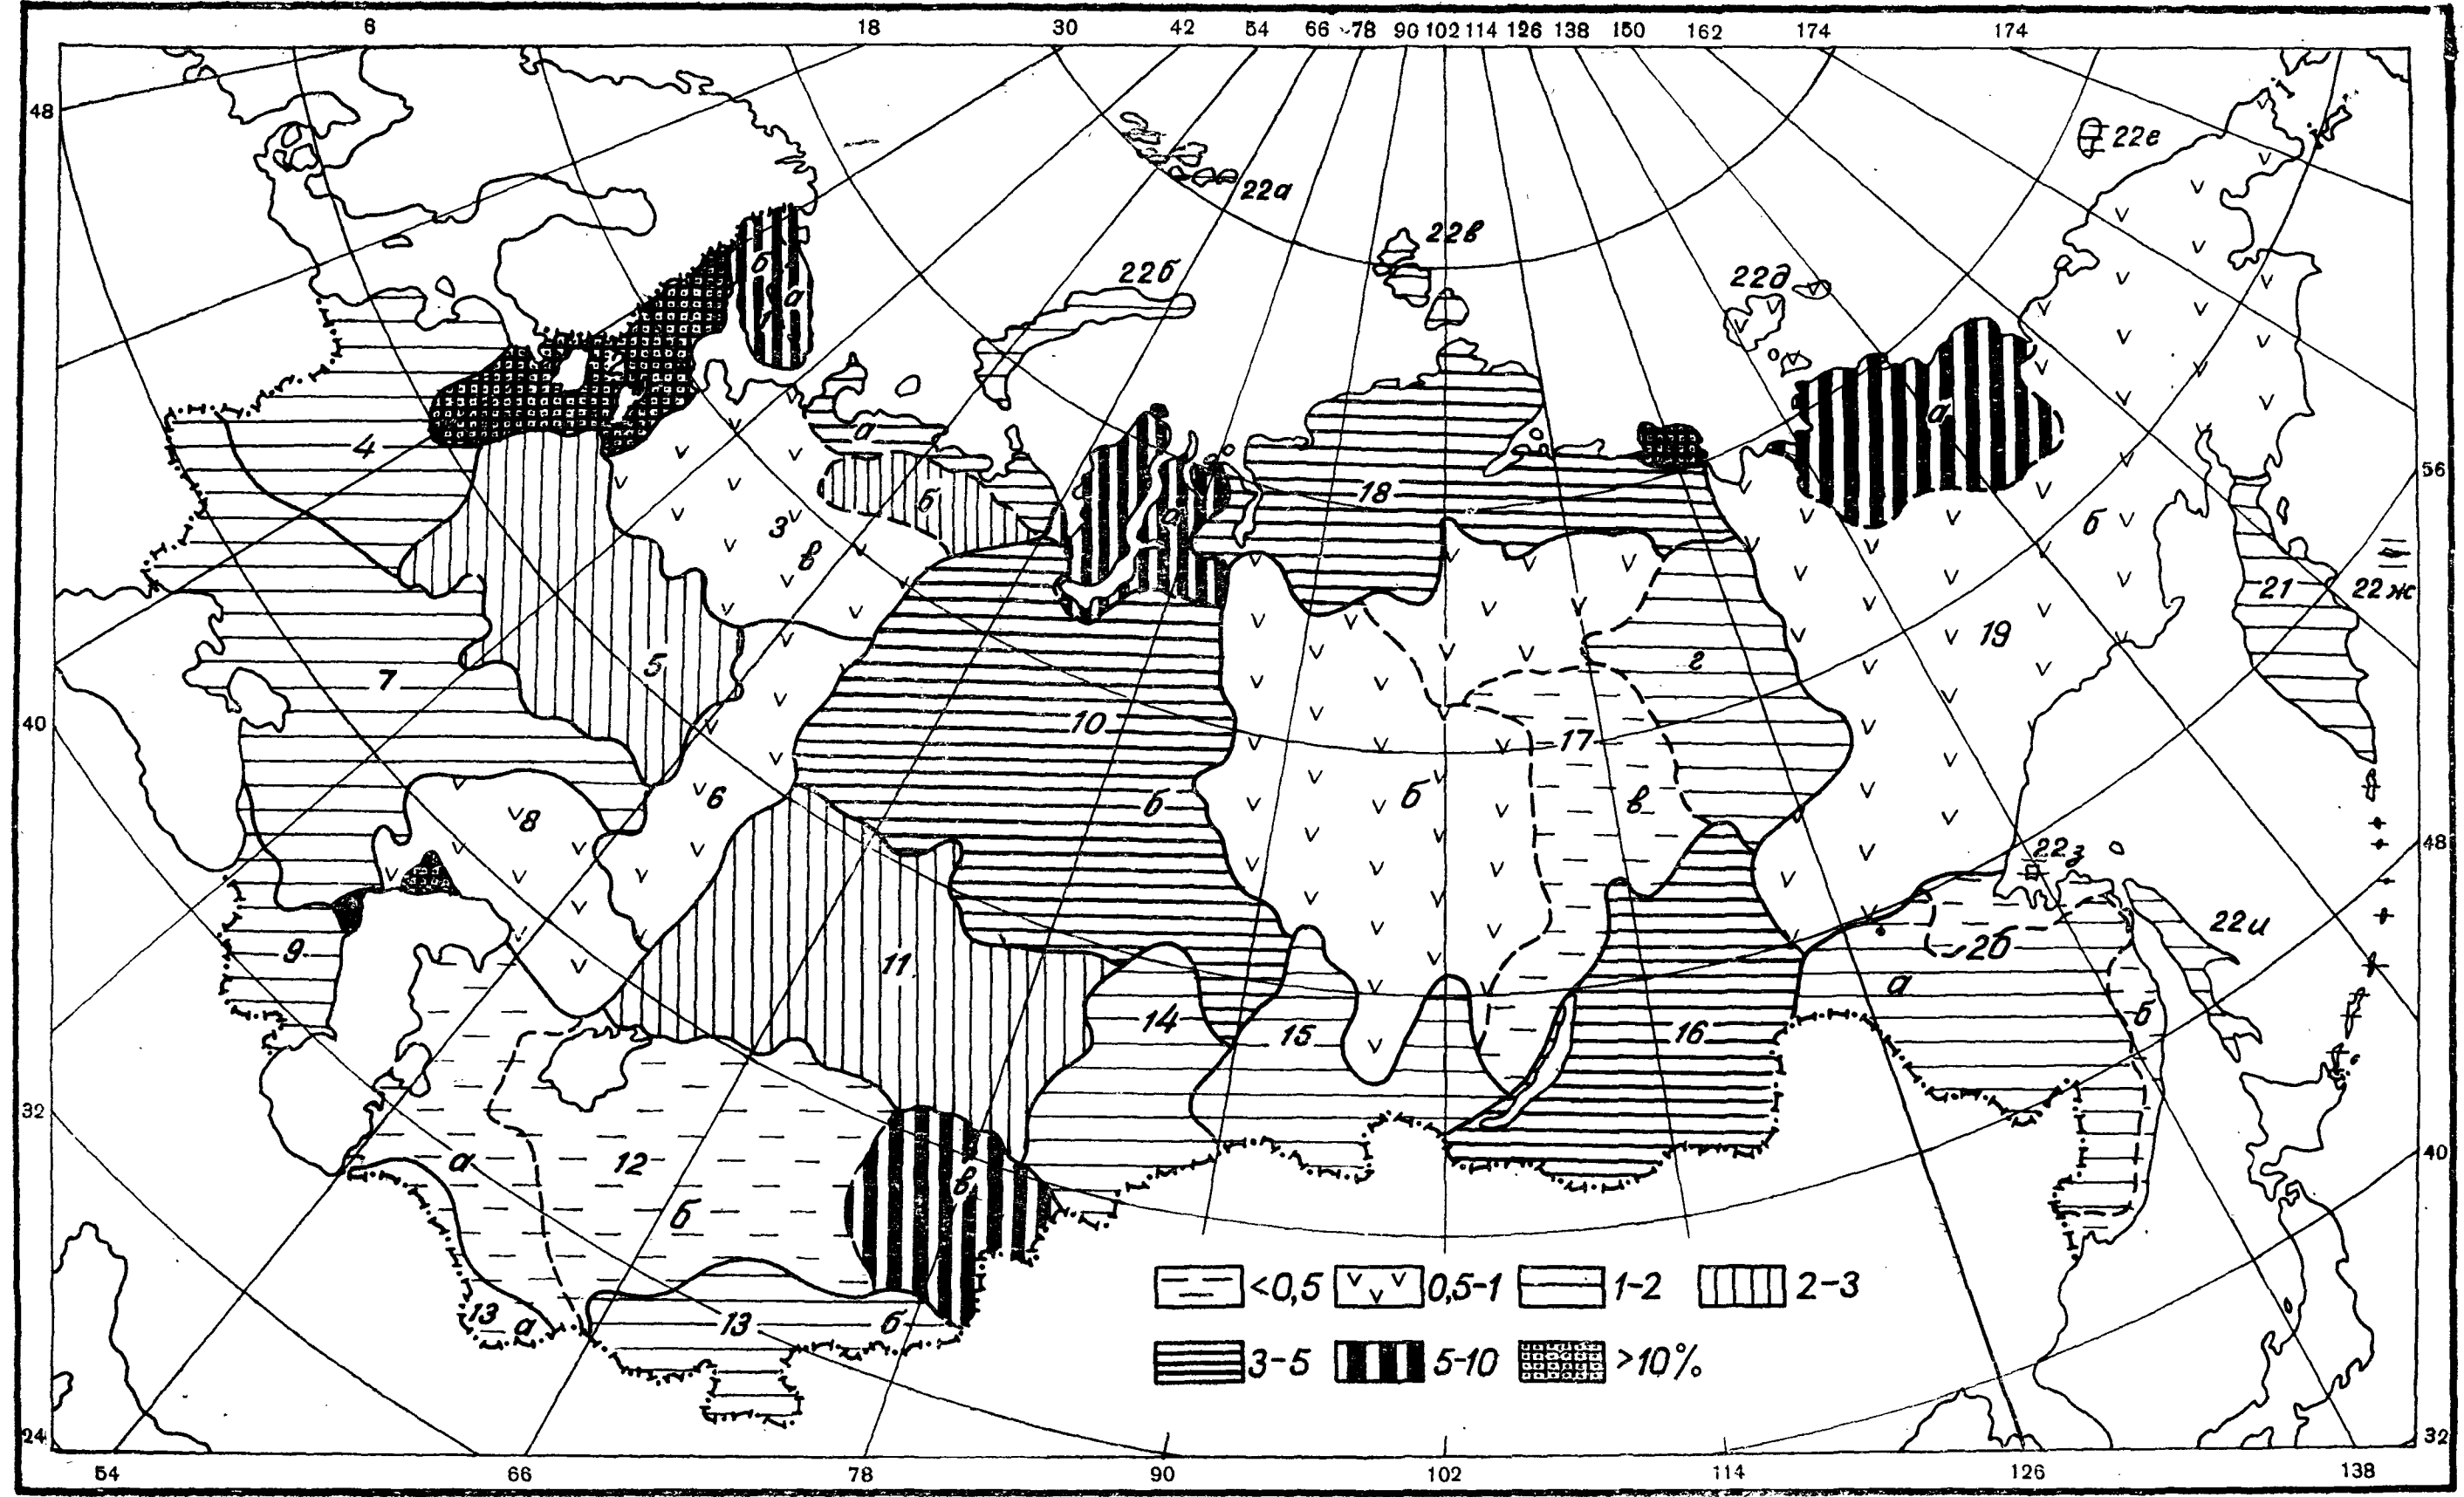 6 18 30 42 54 66 78 90 102 114 126 138 150 162 174 174
48
22е
22а
22в
22б
22д
б
а
1
2
а
4
а
56
18
б
а
3
в
б
21
22ж
19
5
г
7
10
40
17
6
б
б
в
8
22з
48
9
11
22и
2б
а
14
15
16
б
32
а
12
в
40
б
<0,5 0,5-1 1-2 2-3
13
а
13
б
3-5 5-10 >10%
24
32
54 66 78 90 102 114 126 138